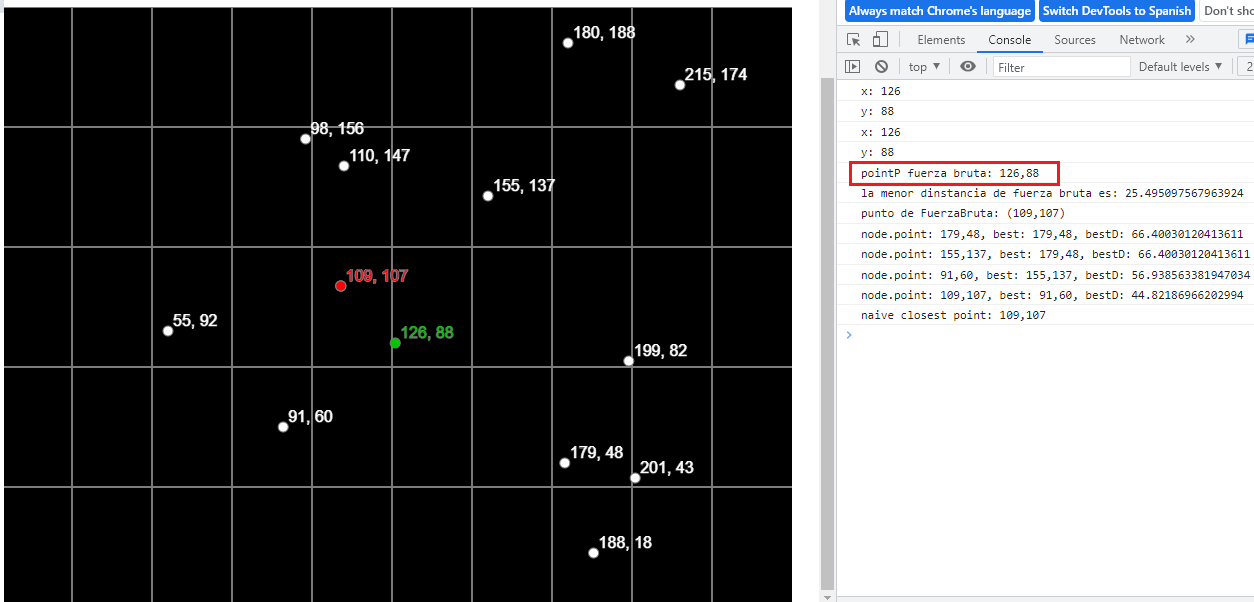 180, 188
215, 174
98, 156
110, 147
155, 137
109, 107
55, 92
126, 88
199, 82
91, 60
179, 48
201, 43
188, 18
Always match Chrome's language Switch DevTools to Spanish Don't sho
Elements Console Sources Network »
top ▼ Filter Default levels ▼ 2
x: 126
y: 88
x: 126
y: 88
pointP fuerza bruta: 126,88
la menor dinstancia de fuerza bruta es: 25.495097567963924
punto de FuerzaBruta: (109,107)
node.point: 179,48, best: 179,48, bestD: 66.40030120413611
node.point: 155,137, best: 179,48, bestD: 66.40030120413611
node.point: 91,60, best: 155,137, bestD: 56.938563381947034
node.point: 109,107, best: 91,60, bestD: 44.82186966202994
naive closest point: 109,107
>